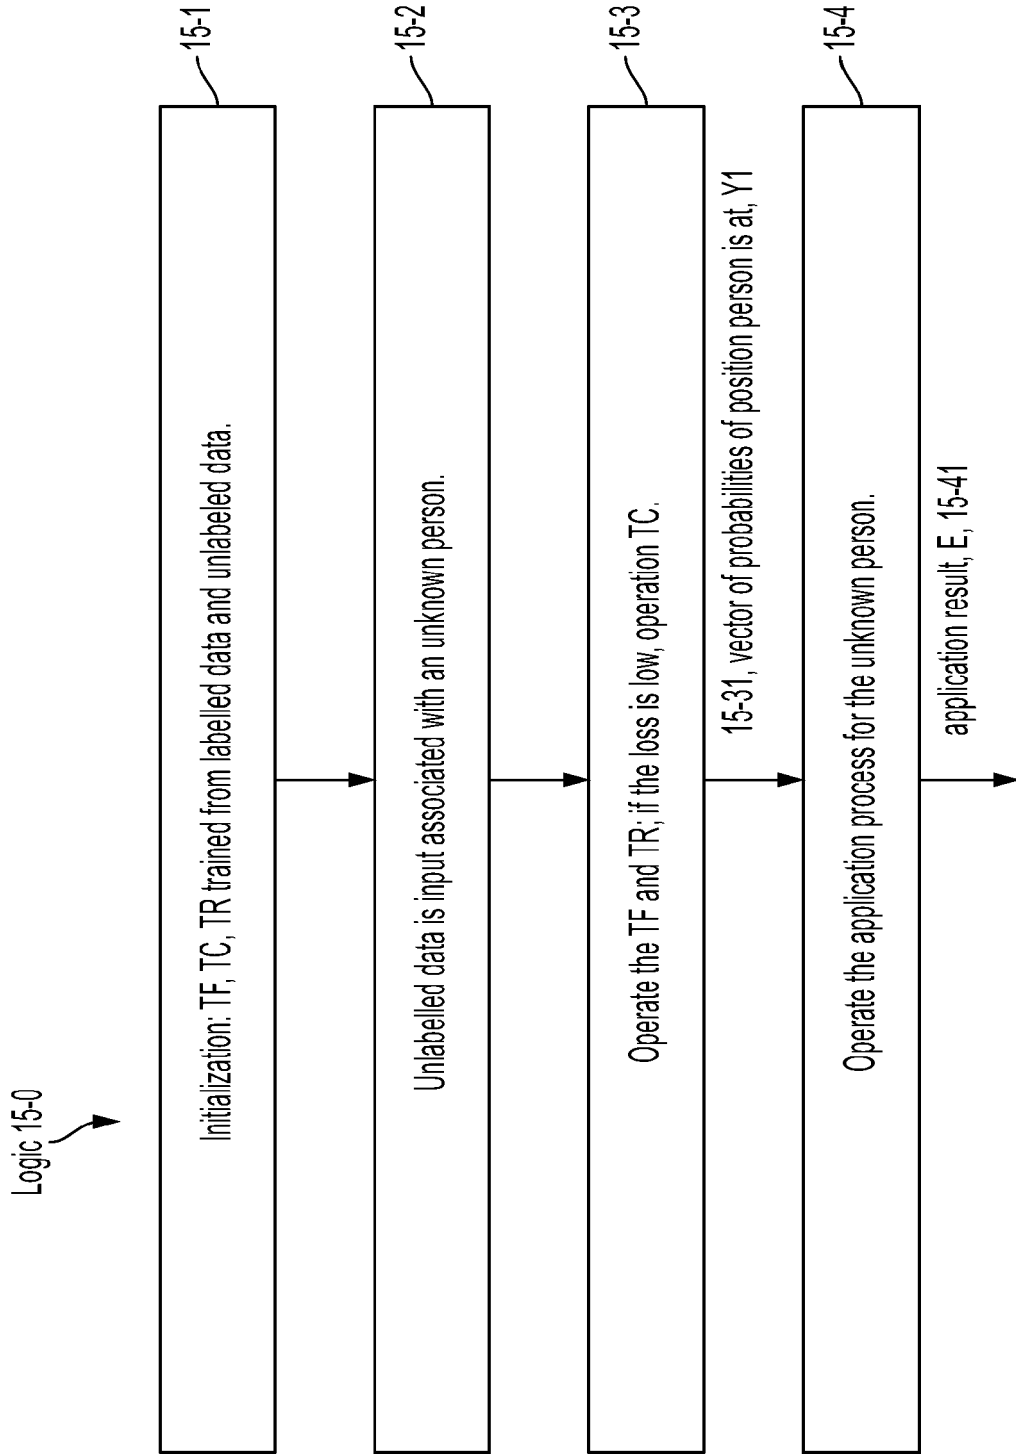 Logic 15-0
15-1
Initialization: TF, TC, TR trained from labelled data and unlabeled data.
15-2
Unlabelled data is input associated with an unknown person.
15-3
Operate the TF and TR; if the loss is low, operation TC.
15-31, vector of probabilities of position person is at, Y1
15-4
Operate the application process for the unknown person.
application result, E, 15-41